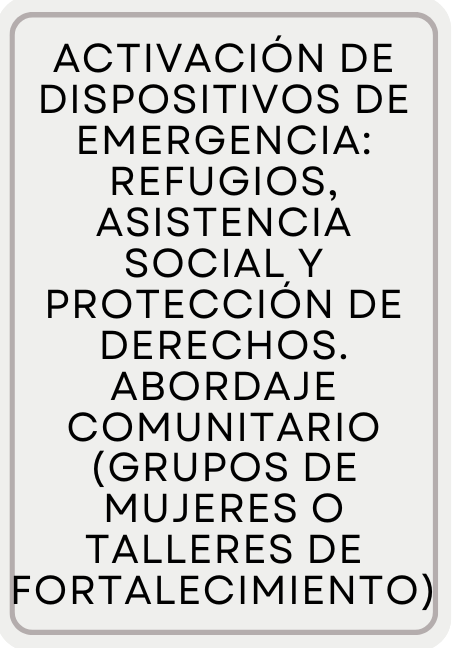 ACTIVACIÓN DE
DISPOSITIVOS DE
EMERGENCIA:
REFUGIOS,
ASISTENCIA
SOCIAL Y
PROTECCIÓN DE
DERECHOS.
ABORDAJE
COMUNITARIO
(GRUPOS DE
MUJERES O
TALLERES DE
FORTALECIMIENTO)